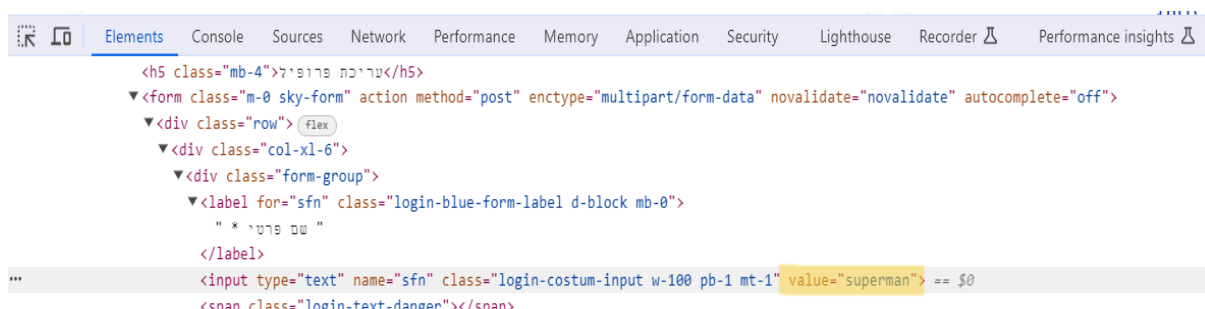 Elements Console Sources Network Performance Memory Application Security Lighthouse Recorder Performance insights
<h5 class="mb-4">עריכת פרופיל</h5>
▼<form class="m-0 sky-form" action method="post" enctype="multipart/form-data" novalidate="novalidate" autocomplete="off">
▼<div class="row"> flex
▼<div class="col-xl-6">
▼<div class="form-group">
▼<label for="sfn" class="login-blue-form-label d-block mb-0">
" * שם פרטי "
</label>
... <input type="text" name="sfn" class="login-costum-input w-100 pb-1 mt-1" value="superman"> == $0
<span class="login-text-danger"></span>